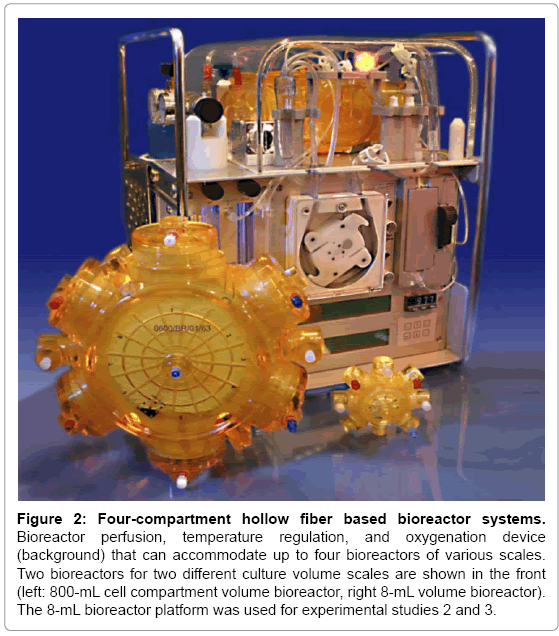 0600/BR/01/63
Figure 2: Four-compartment hollow fiber based bioreactor systems.
Bioreactor perfusion, temperature regulation, and oxygenation device
(background) that can accommodate up to four bioreactors of various scales.
Two bioreactors for two different culture volume scales are shown in the front
(left: 800-mL cell compartment volume bioreactor, right 8-mL volume bioreactor).
The 8-mL bioreactor platform was used for experimental studies 2 and 3.